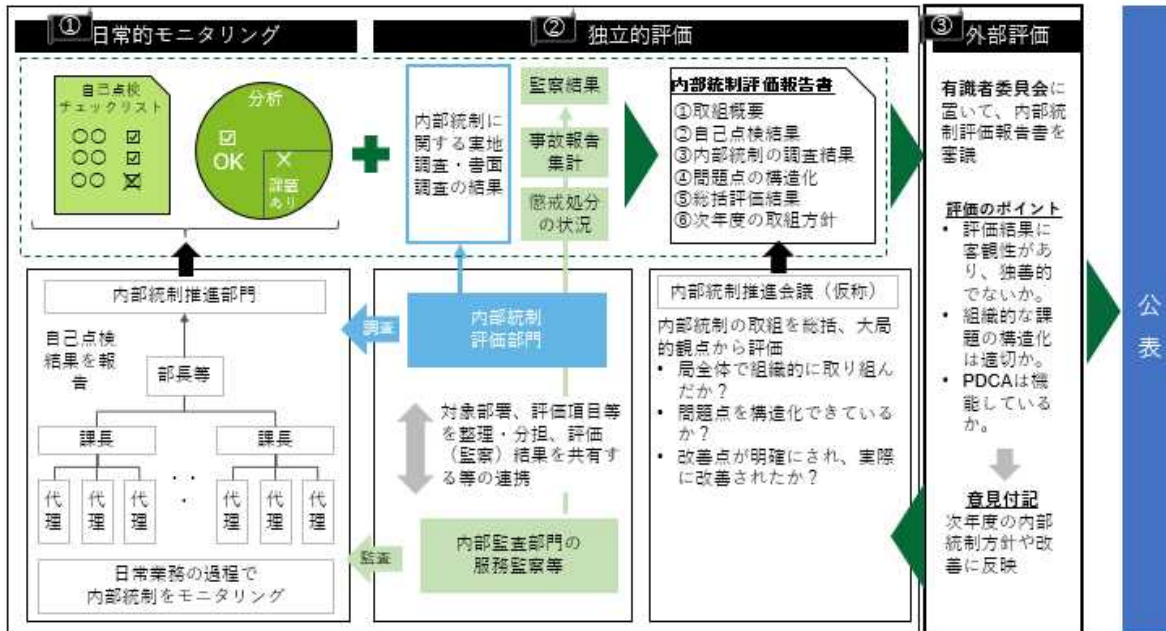 ① 日常的モニタリング
自己点検
チェックリスト
○○ ☑
○○ ☑
○○ ☒
分析
☑
OK
×
課題
あり
内部統制推進部門
自己点検
結果を報
告
部長等
課長
課長
代理
代理
代理
・・・
代理
代理
代理
日常業務の過程で
内部統制をモニタリング
② 独立的評価
内部統制に
関する実地
調査・書面
調査の結果
監察結果
事故報告
集計
懲戒処分
の状況
調査
内部統制
評価部門
対象部署、評価項目等
を整理・分担、評価
（監察）結果を共有す
る等の連携
監察
内部監査部門の
服務監察等
内部統制評価報告書
①取組概要
②自己点検結果
③内部統制の調査結果
④問題点の構造化
⑤総括評価結果
⑥次年度の取組方針
内部統制推進会議（仮称）
内部統制の取組を総括、大局
的観点から評価
• 局全体で組織的に取り組ん
だか？
• 問題点を構造化できている
か？
• 改善点が明確にされ、実際
に改善されたか？
③ 外部評価
有識者委員会に
置いて、内部統
制評価報告書を
審議
評価のポイント
• 評価結果に
客観性があ
り、独善的
でないか。
• 組織的な課
題の構造化
は適切か。
• PDCAは機
能している
か。
意見付記
次年度の内部
統制方針や改
善に反映
公
表